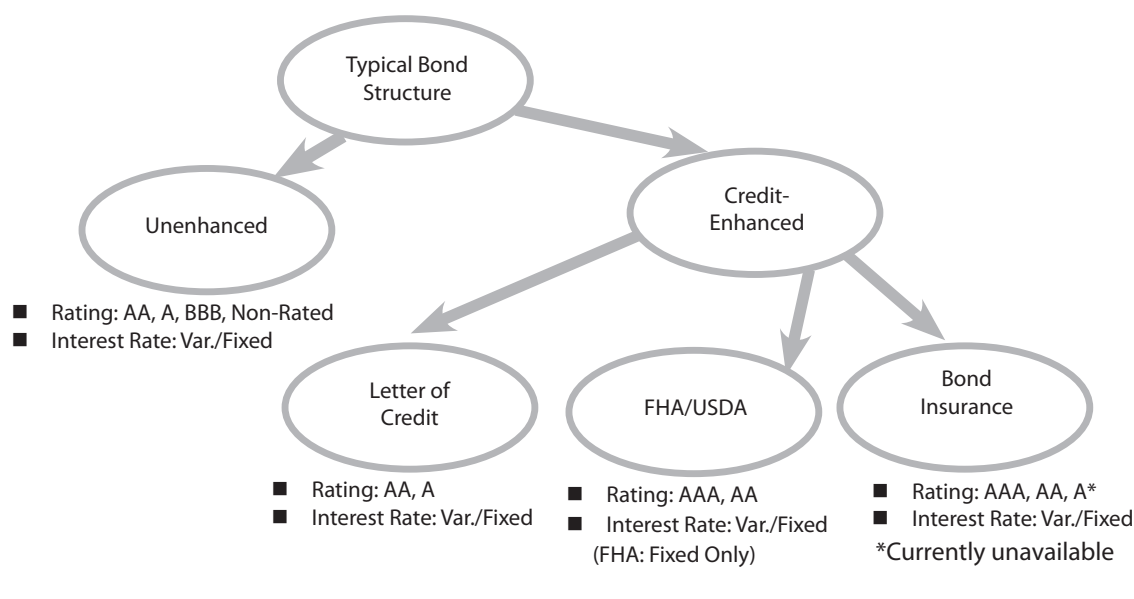 Typical Bond
Structure
Unenhanced
■ Rating: AA, A, BBB, Non-Rated
■ Interest Rate: Var./Fixed
Credit-
Enhanced
Letter of
Credit
■ Rating: AA, A
■ Interest Rate: Var./Fixed
FHA/USDA
■ Rating: AAA, AA
■ Interest Rate: Var./Fixed
(FHA: Fixed Only)
Bond
Insurance
■ Rating: AAA, AA, A*
■ Interest Rate: Var./Fixed
*Currently unavailable